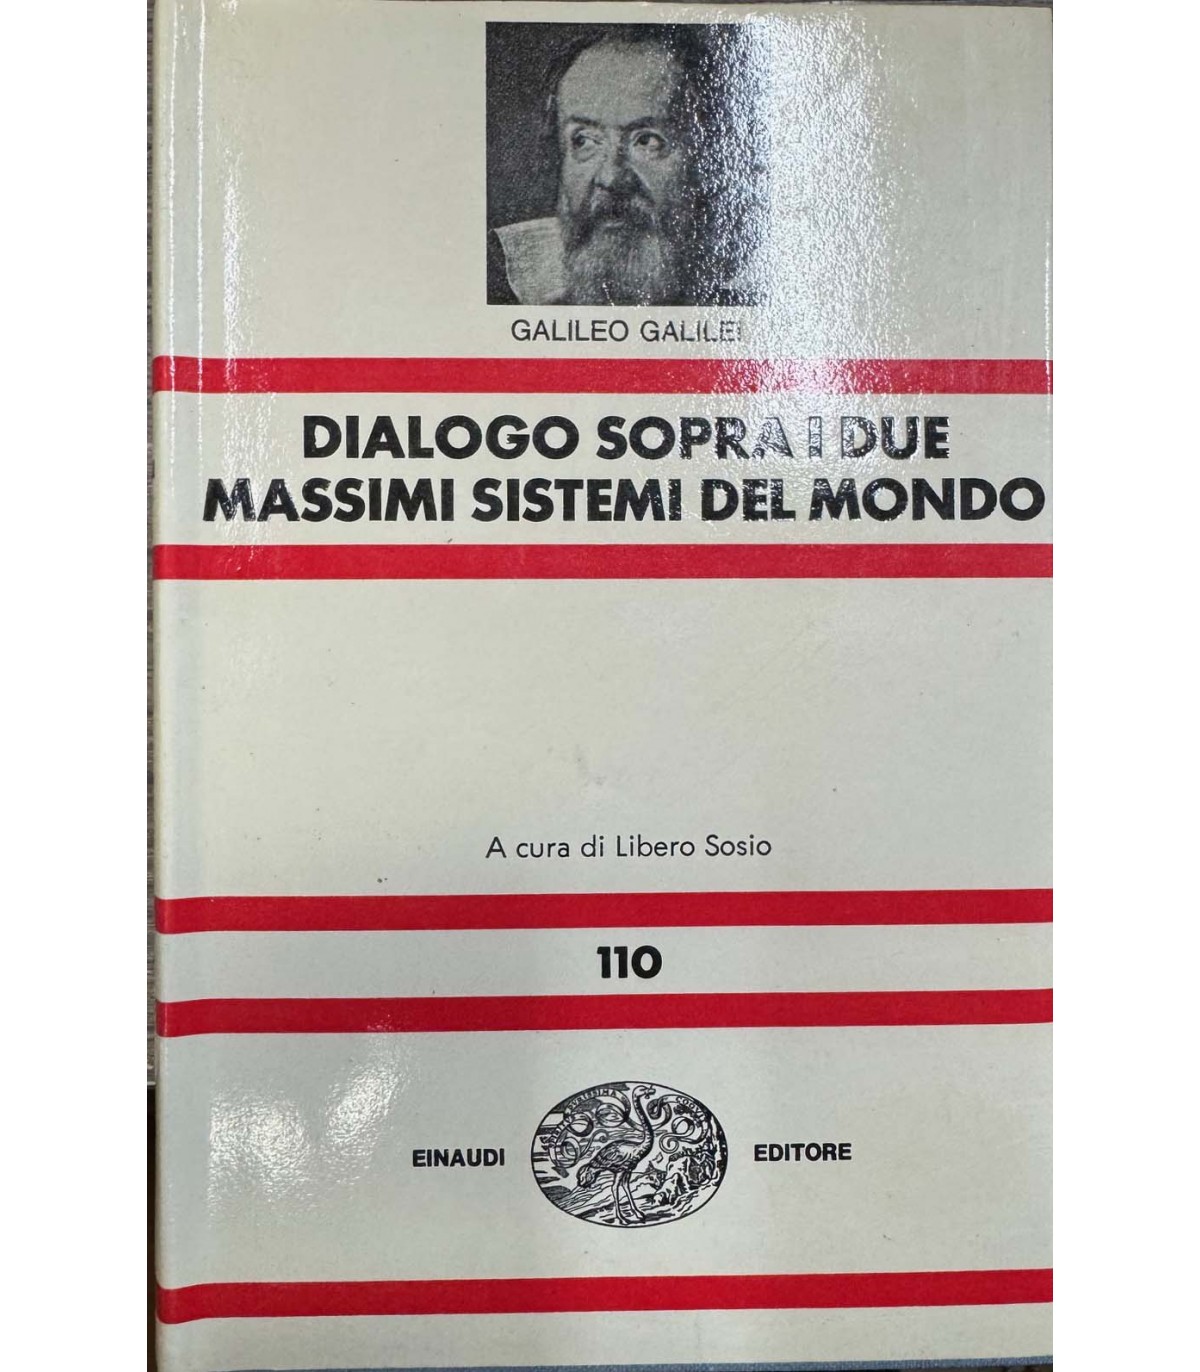 GALILEO GALILEI
DIALOGO SOPRA I DUE
MASSIMI SISTEMI DEL MONDO
A cura di Libero Sosio
110
EINAUDI
EDITORE